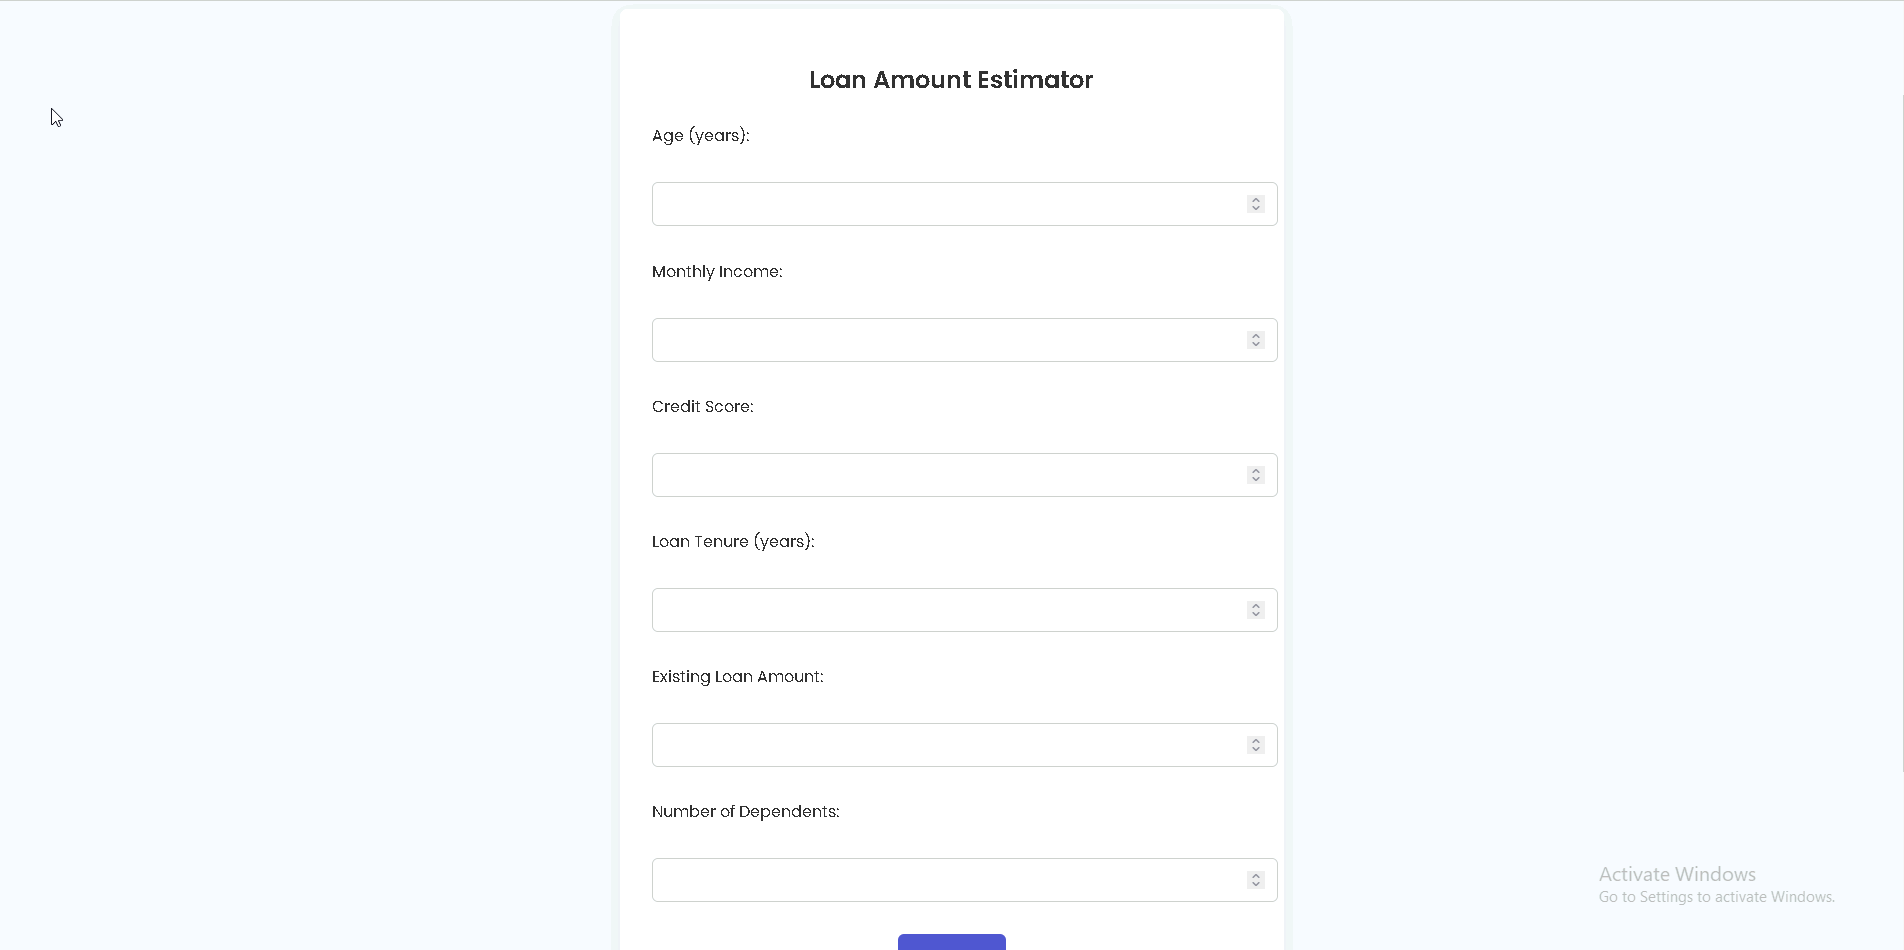 Loan Amount Estimator
Age (years):
Monthly Income:
Credit Score:
Loan Tenure (years):
Existing Loan Amount:
Number of Dependents:
Activate Windows
Go to Settings to activate Windows.